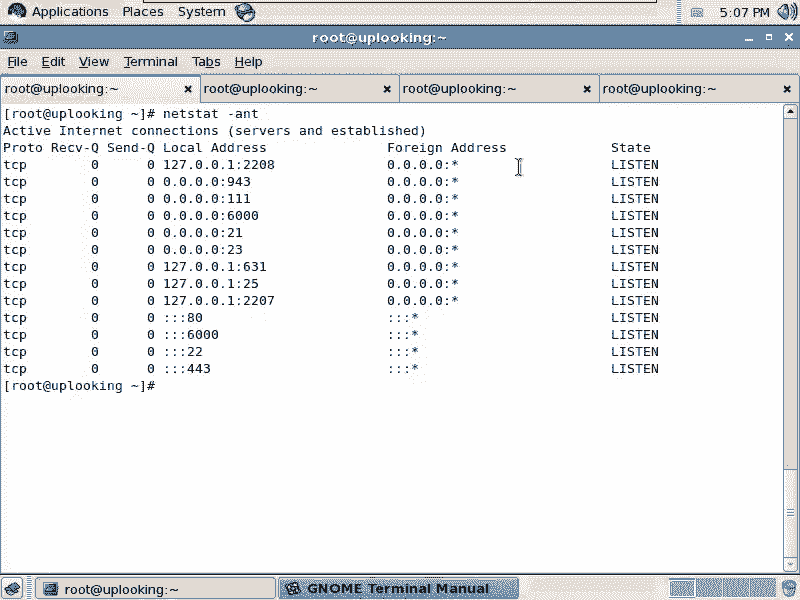 Applications Places System 5:07 PM
root@uplooking:~
File Edit View Terminal Tabs Help
root@uplooking:~ root@uplooking:~ root@uplooking:~ root@uplooking:~
[root@uplooking ~]# netstat -ant
Active Internet connections (servers and established)
Proto Recv-Q Send-Q Local Address Foreign Address State
tcp 0 0 127.0.0.1:2208 0.0.0.0:* LISTEN
tcp 0 0 0.0.0.0:943 0.0.0.0:* LISTEN
tcp 0 0 0.0.0.0:111 0.0.0.0:* LISTEN
tcp 0 0 0.0.0.0:6000 0.0.0.0:* LISTEN
tcp 0 0 0.0.0.0:21 0.0.0.0:* LISTEN
tcp 0 0 0.0.0.0:23 0.0.0.0:* LISTEN
tcp 0 0 127.0.0.1:631 0.0.0.0:* LISTEN
tcp 0 0 127.0.0.1:25 0.0.0.0:* LISTEN
tcp 0 0 127.0.0.1:2207 0.0.0.0:* LISTEN
tcp 0 0 :::80 :::* LISTEN
tcp 0 0 :::6000 :::* LISTEN
tcp 0 0 :::22 :::* LISTEN
tcp 0 0 :::443 :::* LISTEN
[root@uplooking ~]#
root@uplooking:~ GNOME Terminal Manual